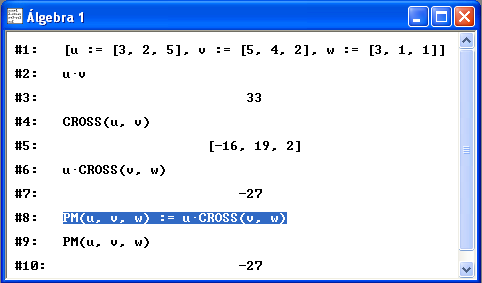 Álgebra 1
#1: [u := [3, 2, 5], v := [5, 4, 2], w := [3, 1, 1]]
#2: u·v
#3: 33
#4: CROSS(u, v)
#5: [-16, 19, 2]
#6: u·CROSS(v, w)
#7: -27
#8: PM(u, v, w) := u·CROSS(v, w)
#9: PM(u, v, w)
#10: -27